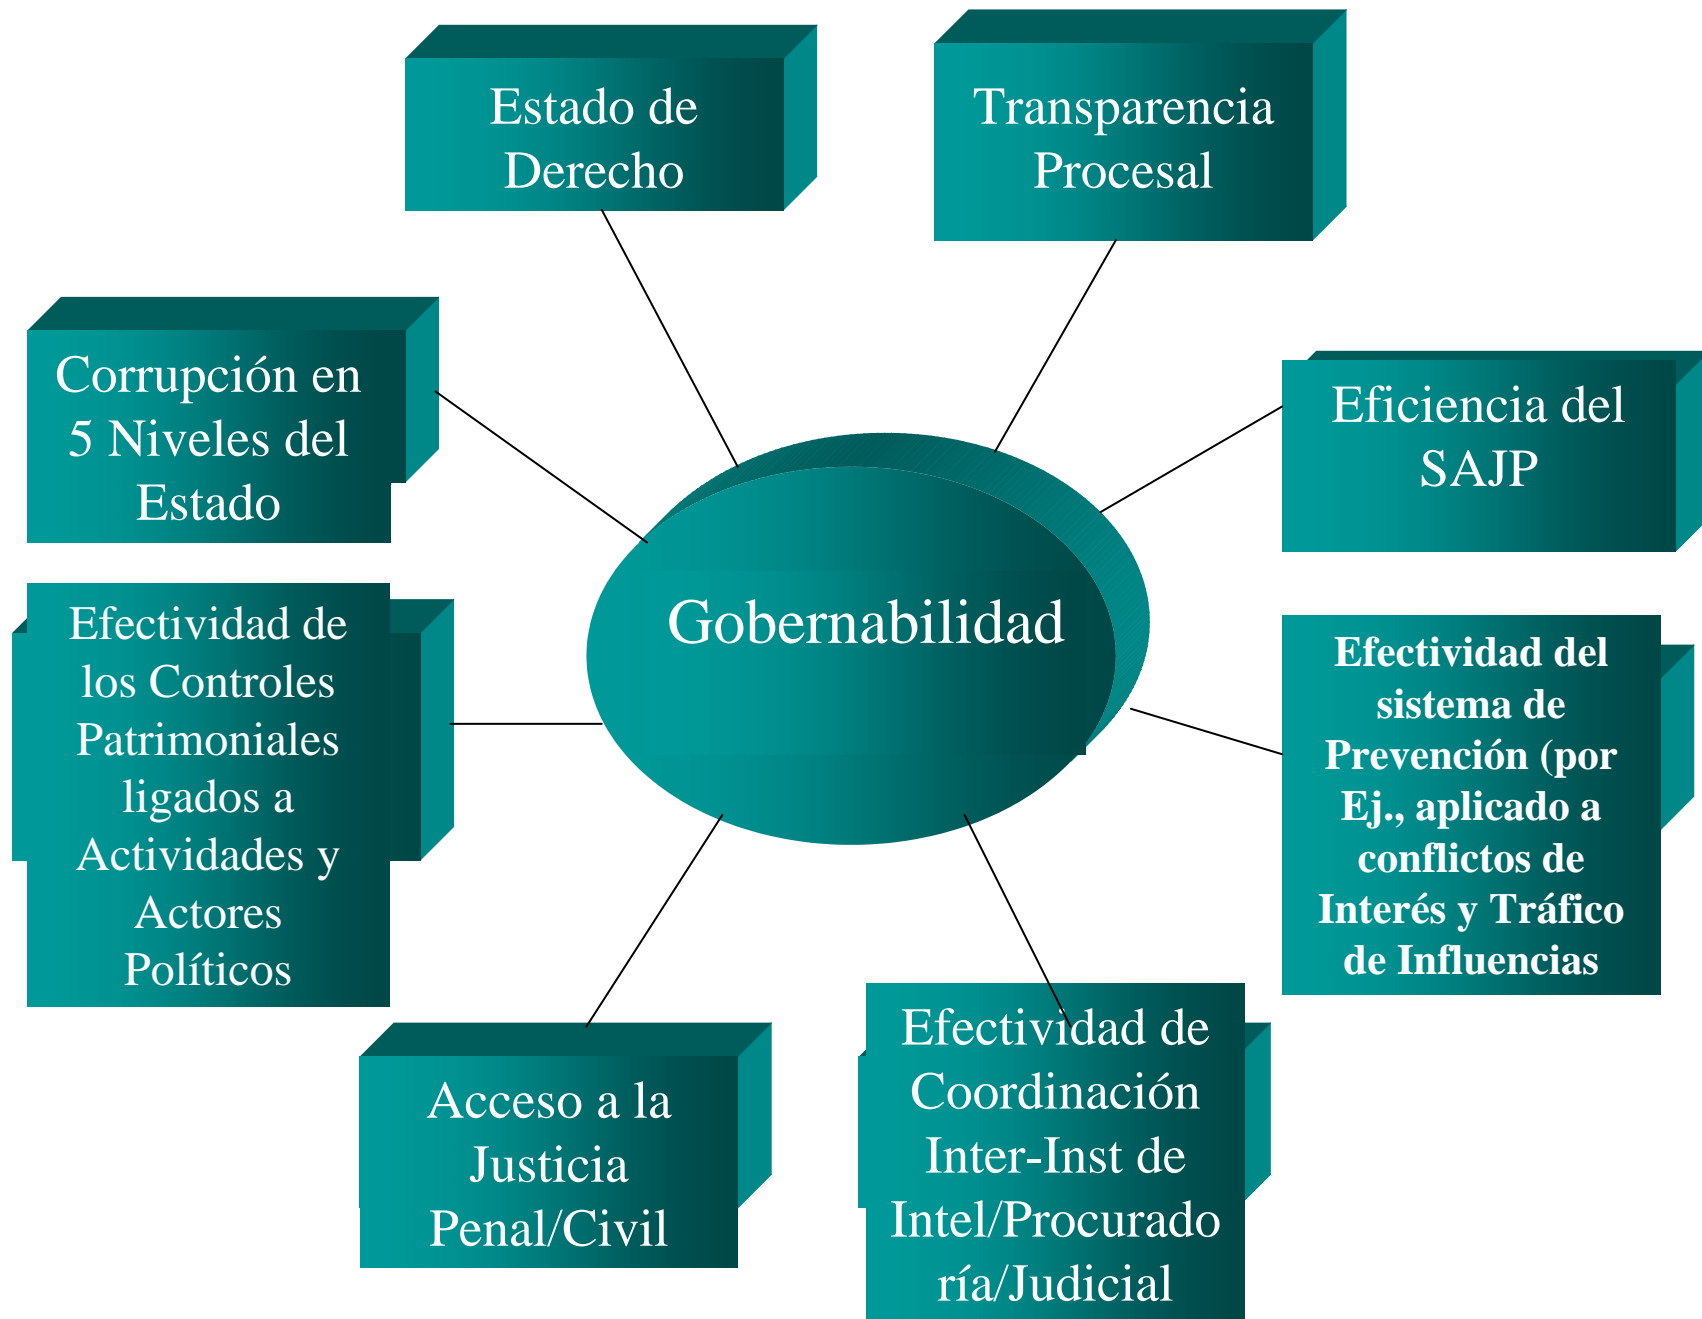 Estado de
Derecho
Transparencia
Procesal
Corrupción en
5 Niveles del
Estado
Eficiencia del
SAJP
Gobernabilidad
Efectividad de
los Controles
Patrimoniales
ligados a
Actividades y
Actores
Políticos
Efectividad del
sistema de
Prevención (por
Ej., aplicado a
conflictos de
Interés y Tráfico
de Influencias
Acceso a la
Justicia
Penal/Civil
Efectividad de
Coordinación
Inter-Inst de
Intel/Procurado
ría/Judicial